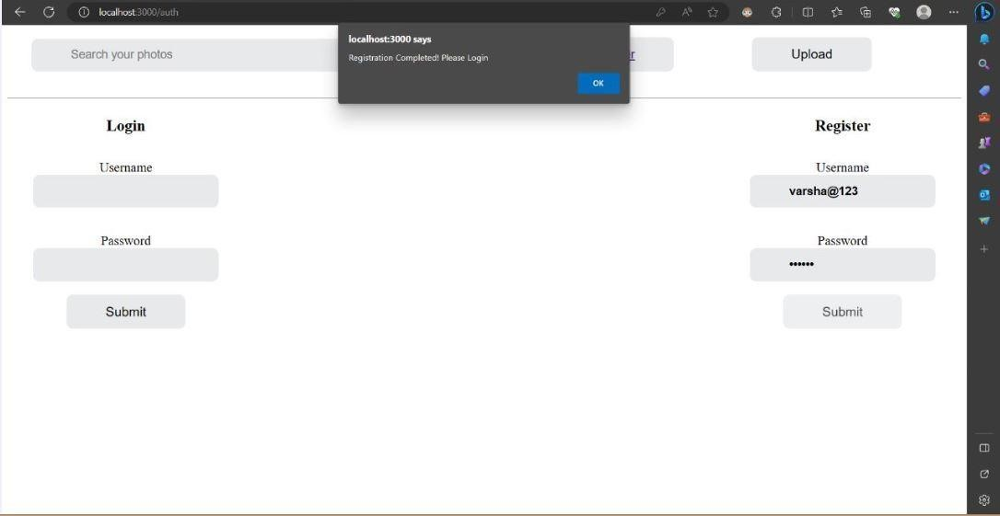 localhost:3000/auth
localhost:3000 says
Registration Completed! Please Login
OK
Search your photos
Upload
Login
Register
Username
Username
varsha@123
Password
Password
••••••
Submit
Submit